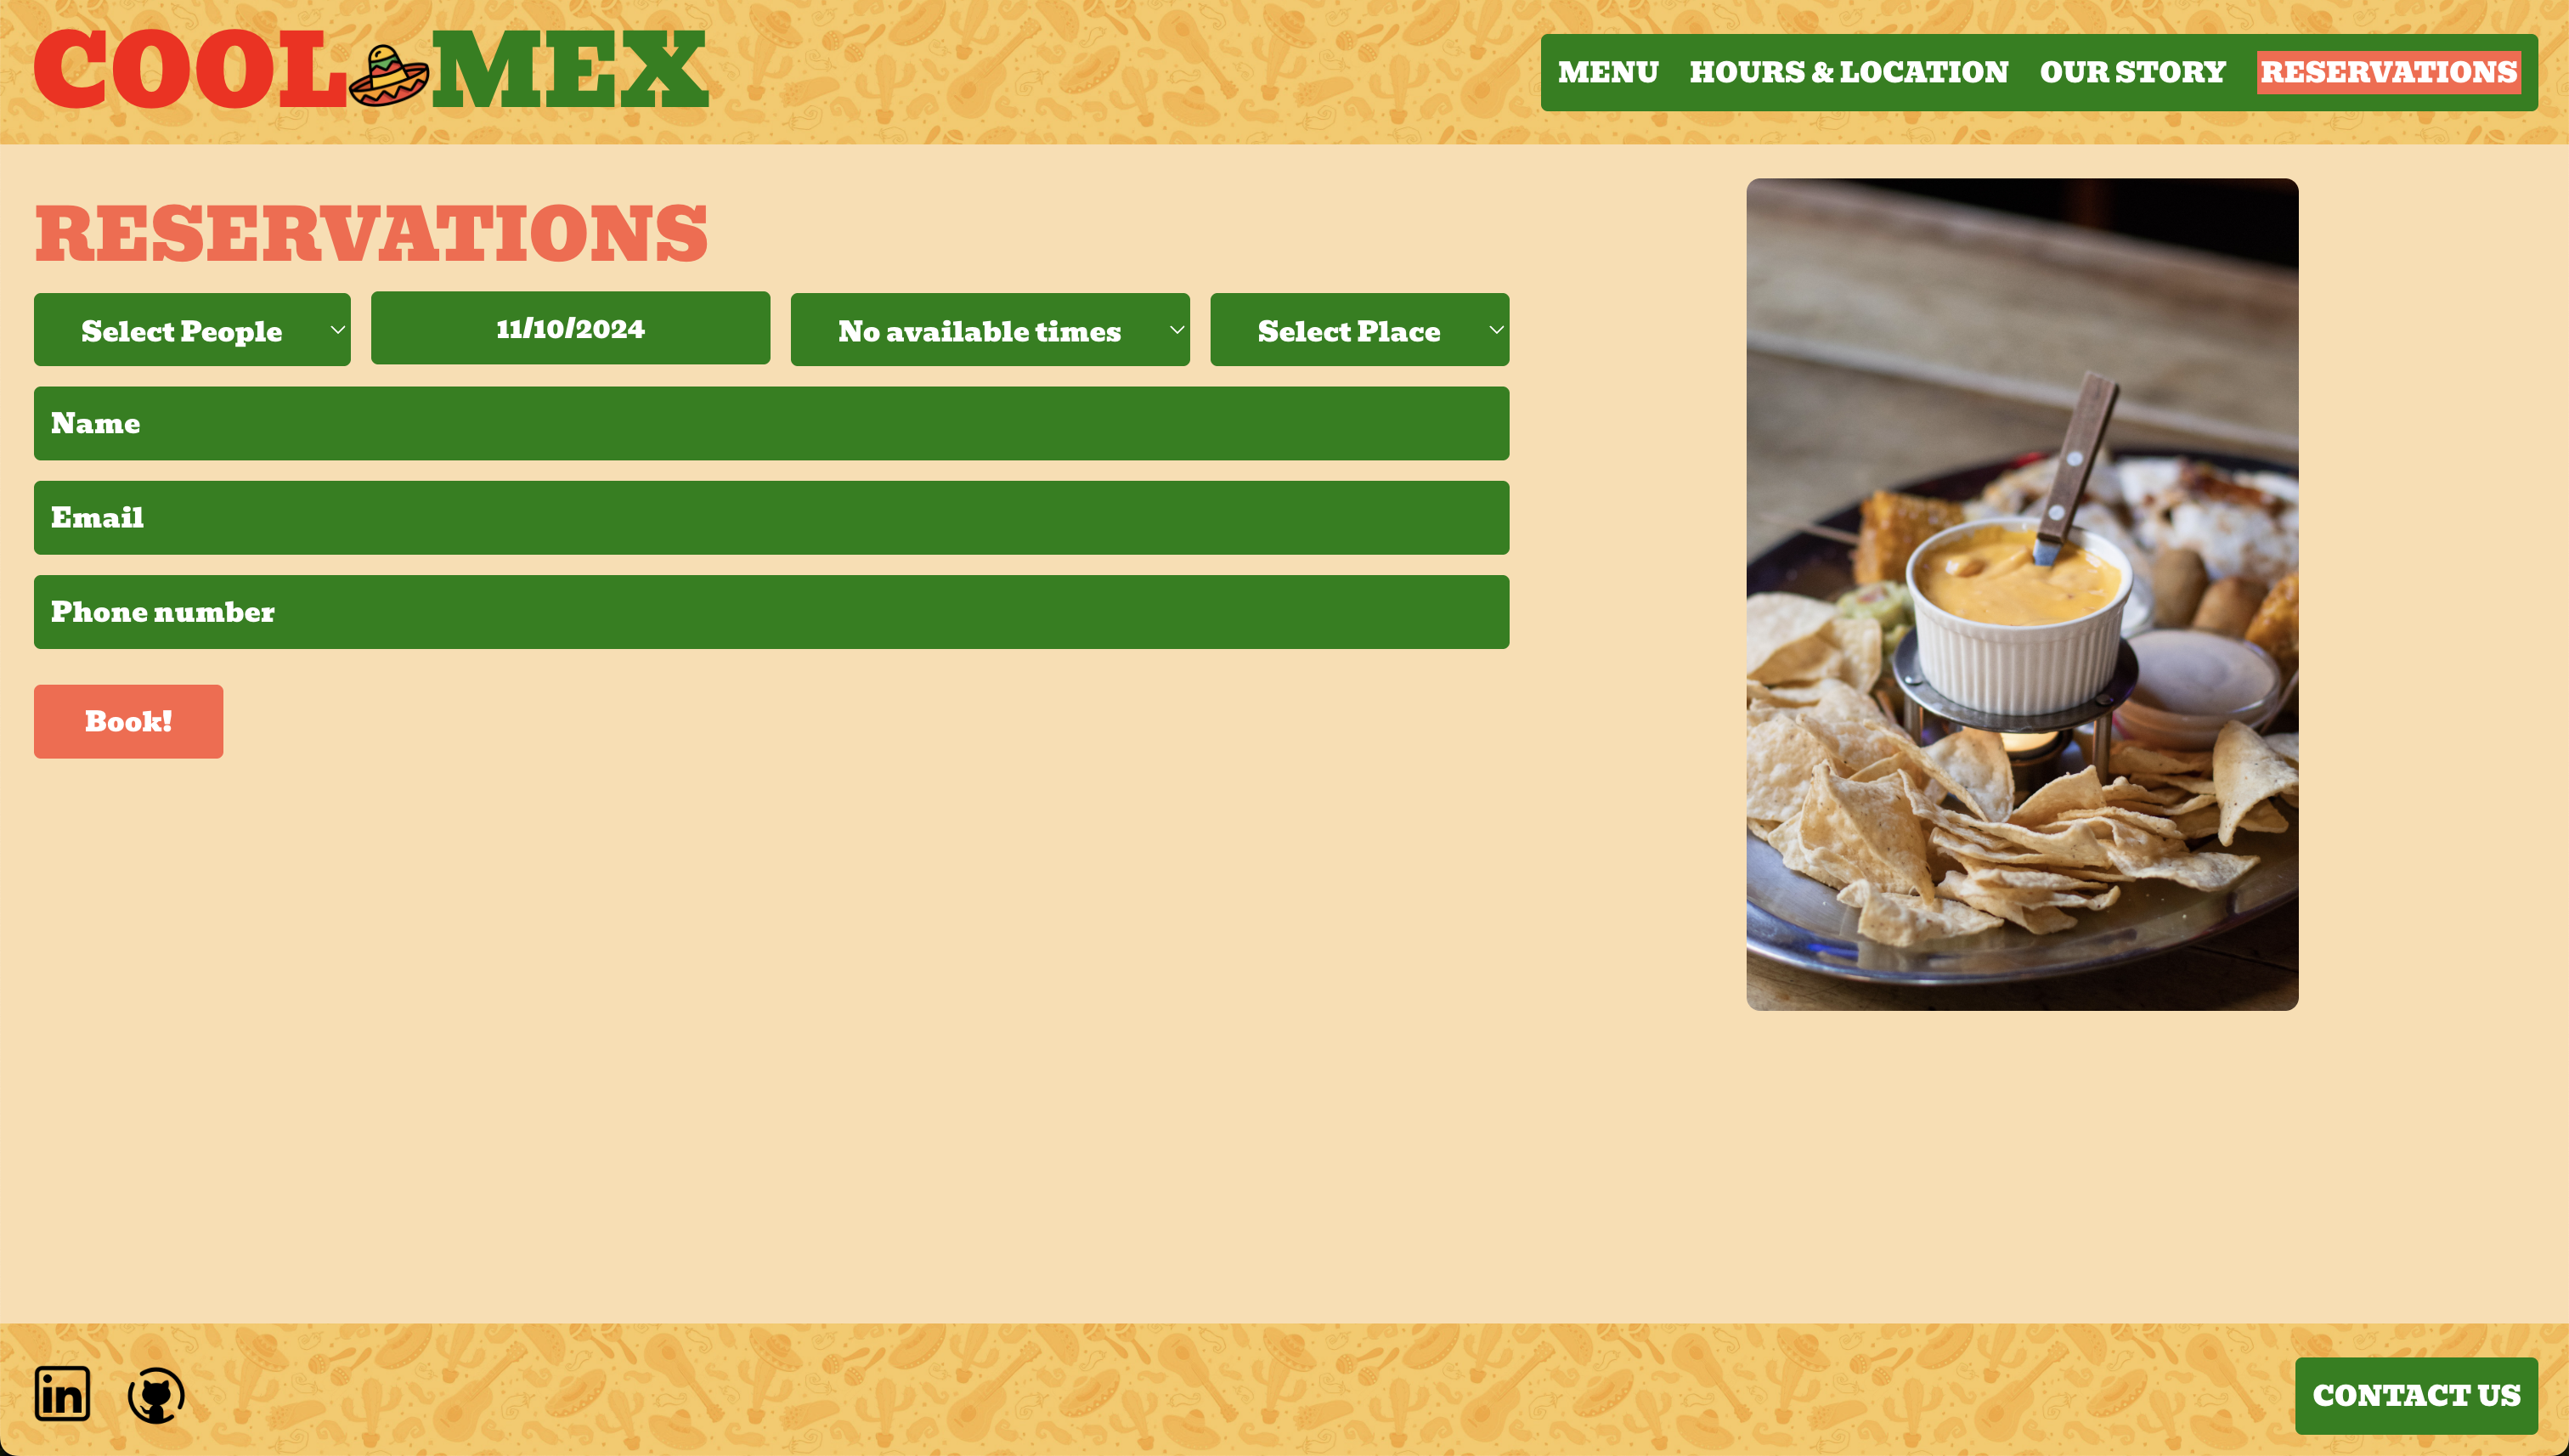 COOL MEX
MENU HOURS & LOCATION OUR STORY RESERVATIONS
RESERVATIONS
Select People 11/10/2024 No available times Select Place
Name
Email
Phone number
Book!
in
CONTACT US